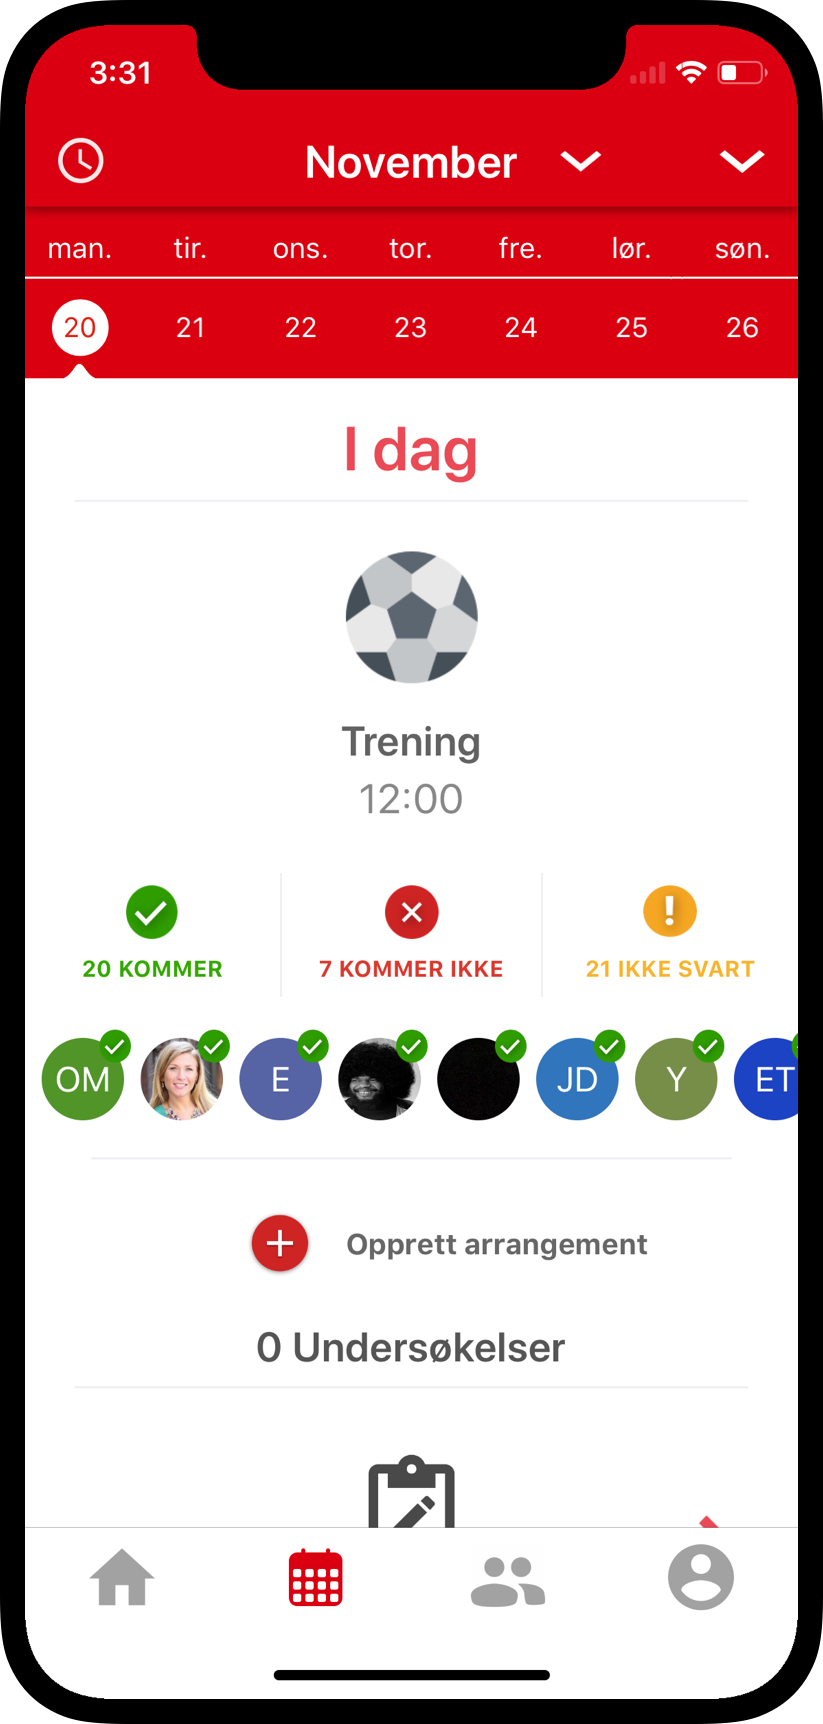 3:31
November
man. tir. ons. tor. fre. lør. søn.
20 21 22 23 24 25 26
I dag
Trening
12:00
20 KOMMER 7 KOMMER IKKE 21 IKKE SVART
OM E JD Y ET
Opprett arrangement
0 Undersøkelser